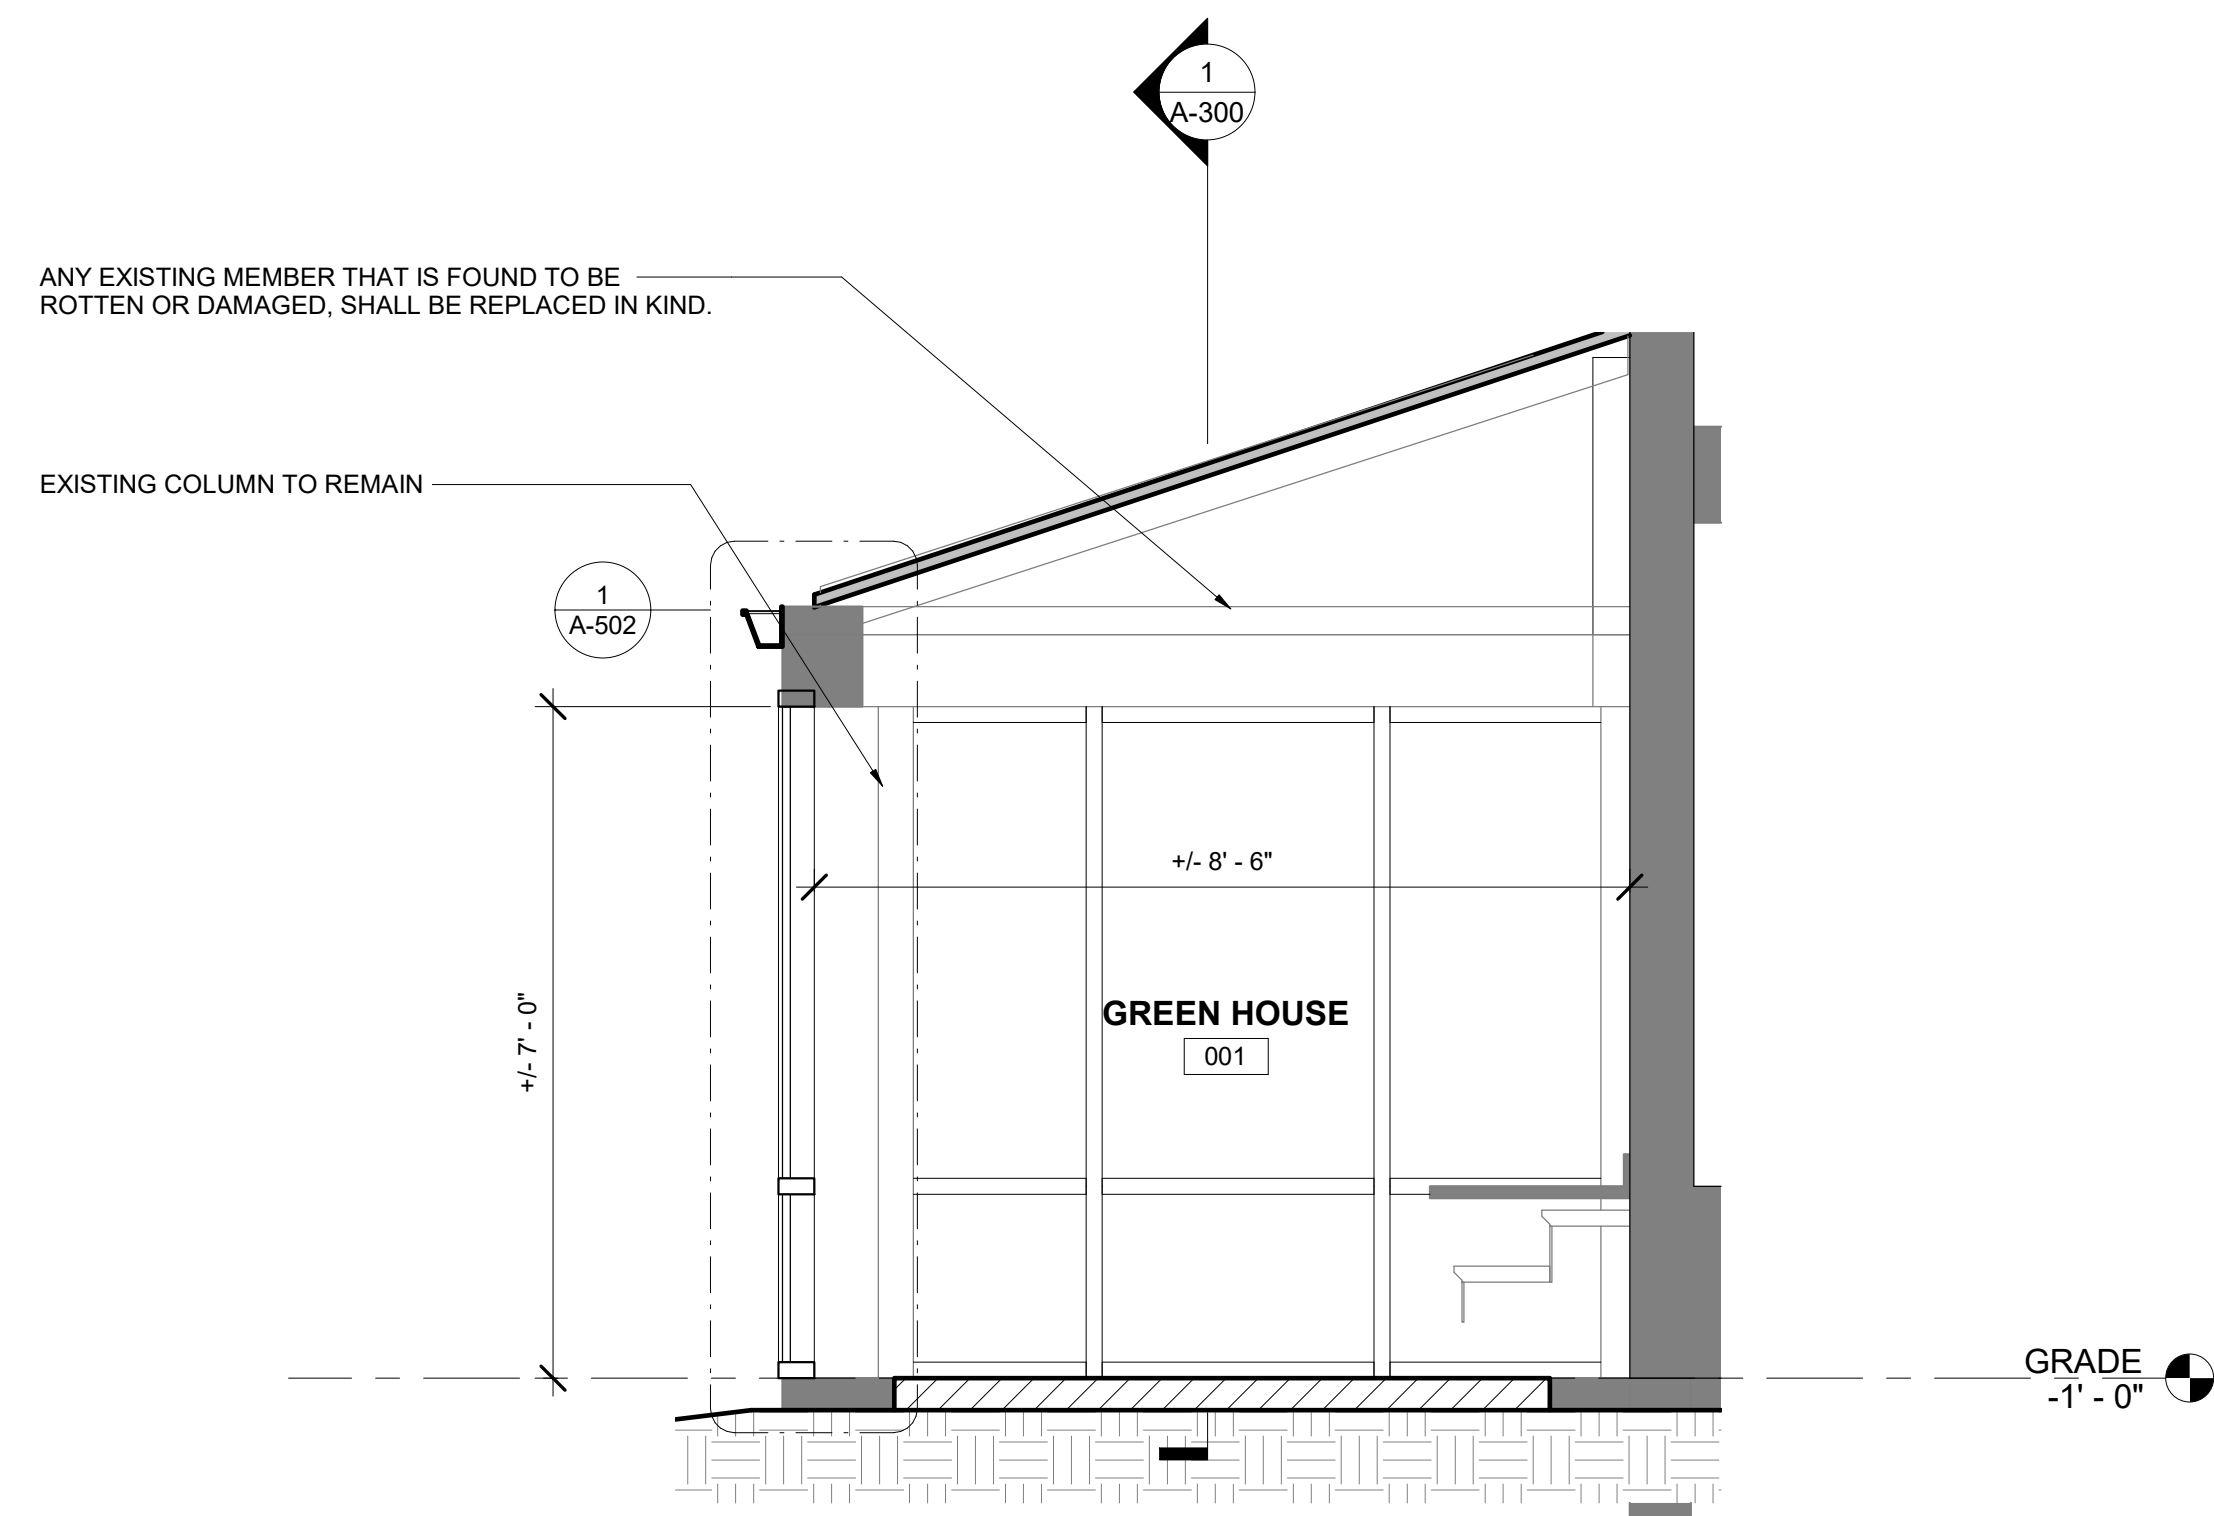 1
A-300
ANY EXISTING MEMBER THAT IS FOUND TO BE
ROTTEN OR DAMAGED, SHALL BE REPLACED IN KIND.
EXISTING COLUMN TO REMAIN
1
A-502
+/- 8' - 6"
+/- 7' - 0"
GREEN HOUSE
001
GRADE
-1' - 0"